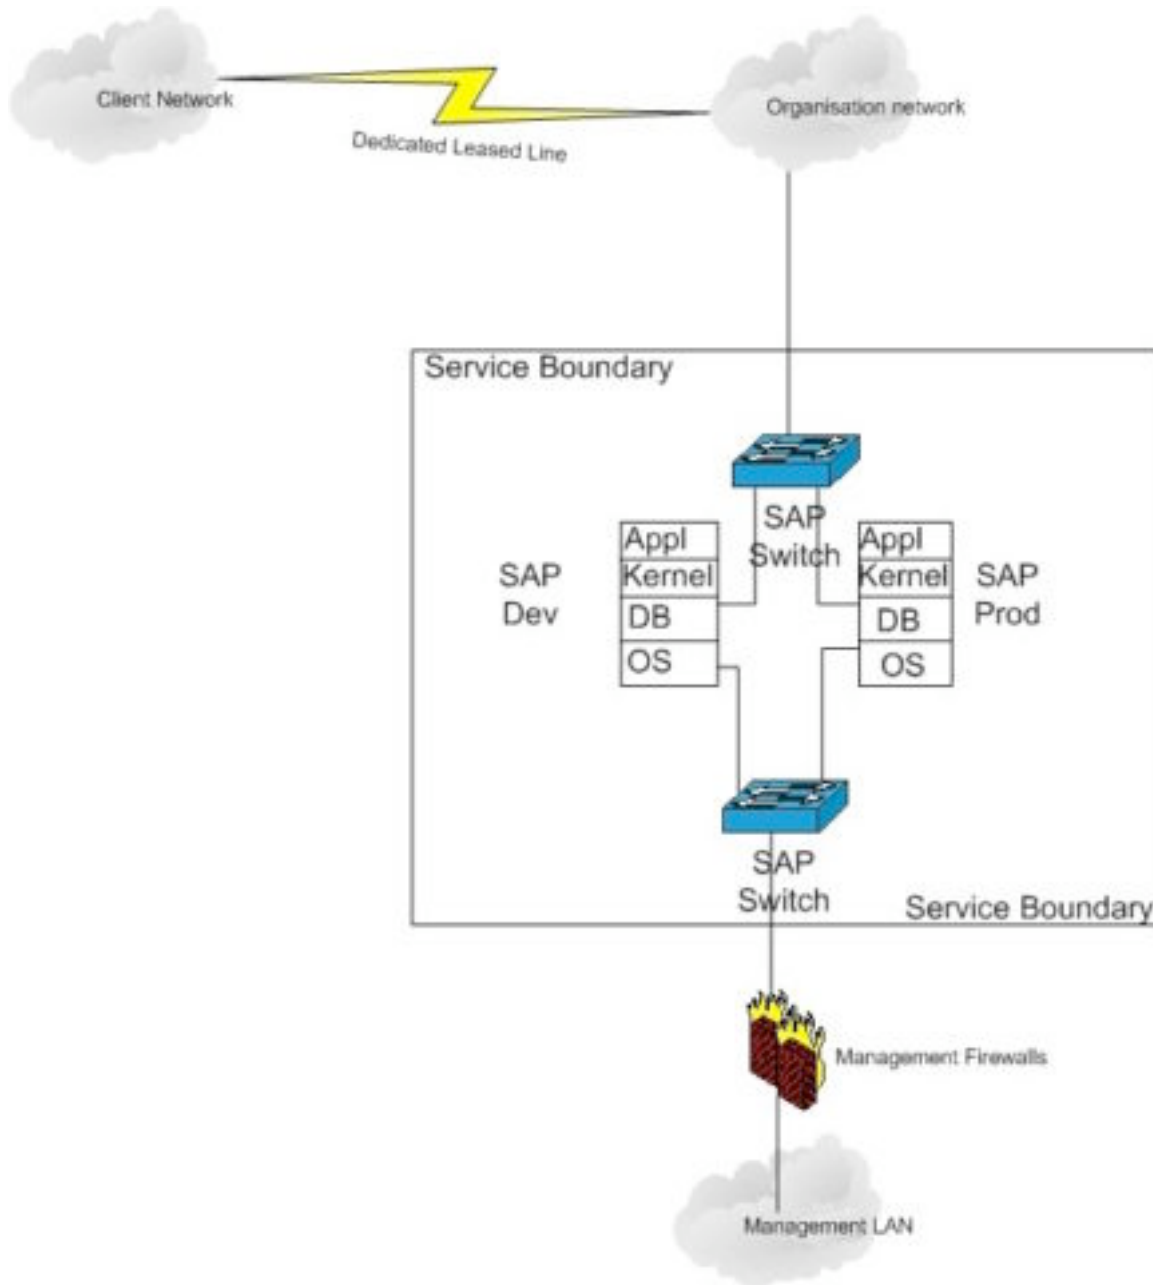 Client Network
Organisation network
Dedicated Leased Line
Service Boundary
SAP
Switch
SAP
Dev
Appl
Kernel
DB
OS
Appl
Kernel
DB
OS
SAP
Prod
SAP
Switch
Service Boundary
Management Firewalls
Management LAN